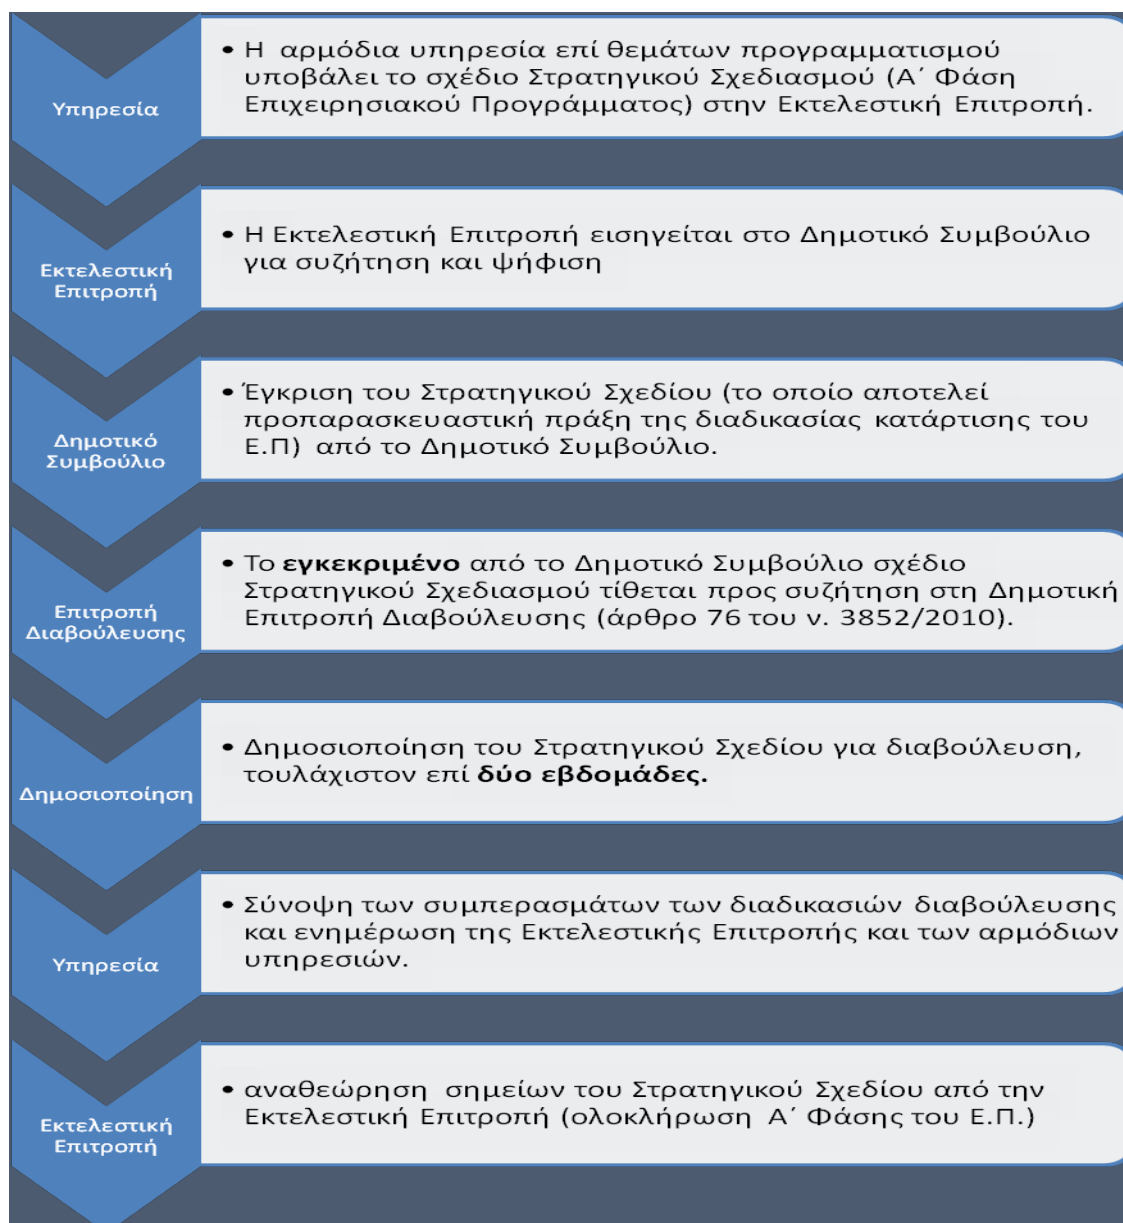 Υπηρεσία
• Η αρμόδια υπηρεσία επί θεμάτων προγραμματισμού
υποβάλει το σχέδιο Στρατηγικού Σχεδιασμού (Α΄ Φάση
Επιχειρησιακού Προγράμματος) στην Εκτελεστική Επιτροπή.
Εκτελεστική
Επιτροπή
• Η Εκτελεστική Επιτροπή εισηγείται στο Δημοτικό Συμβούλιο
για συζήτηση και ψήφιση
Δημοτικό
Συμβούλιο
• Έγκριση του Στρατηγικού Σχεδίου (το οποίο αποτελεί
προπαρασκευαστική πράξη της διαδικασίας κατάρτισης του
Ε.Π) από το Δημοτικό Συμβούλιο.
Επιτροπή
Διαβούλευσης
• Το εγκεκριμένο από το Δημοτικό Συμβούλιο σχέδιο
Στρατηγικού Σχεδιασμού τίθεται προς συζήτηση στη Δημοτική
Επιτροπή Διαβούλευσης (άρθρο 76 του ν. 3852/2010).
Δημοσιοποίηση
• Δημοσιοποίηση του Στρατηγικού Σχεδίου για διαβούλευση,
τουλάχιστον επί δύο εβδομάδες.
Υπηρεσία
• Σύνοψη των συμπερασμάτων των διαδικασιών διαβούλευσης
και ενημέρωση της Εκτελεστικής Επιτροπής και των αρμόδιων
υπηρεσιών.
Εκτελεστική
Επιτροπή
• αναθεώρηση σημείων του Στρατηγικού Σχεδίου από την
Εκτελεστική Επιτροπή (ολοκλήρωση Α΄ Φάσης του Ε.Π.)